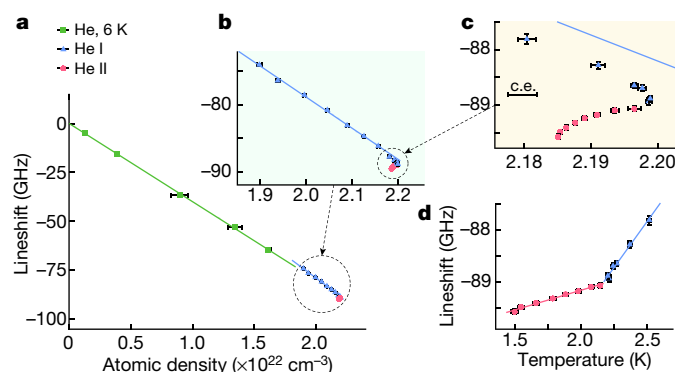 a
He, 6 K
He I
He II
0
−25
−50
−75
−100
Lineshift (GHz)
0
0.5
1.0
1.5
2.0
Atomic density (×10²² cm⁻³)
b
−80
−90
1.9
2.0
2.1
2.2
c
−88
−89
c.e.
2.18
2.19
2.20
d
Lineshift (GHz)
−88
−89
1.5
2.0
2.5
Temperature (K)